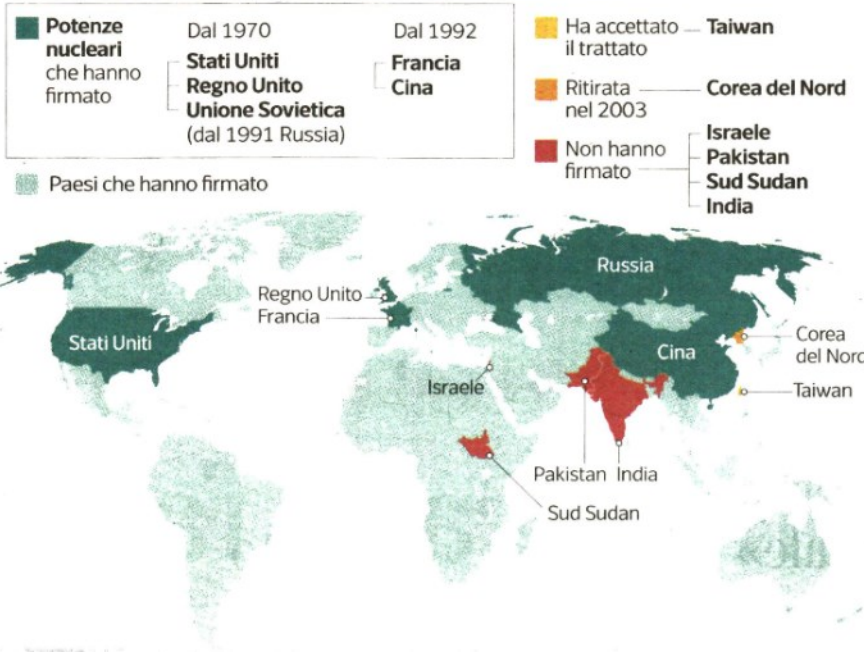 Potenze
nucleari
che hanno
firmato
Dal 1970
Stati Uniti
Regno Unito
Unione Sovietica
(dal 1991 Russia)
Dal 1992
Francia
Cina
Paesi che hanno firmato
Ha accettato
il trattato
Taiwan
Ritirata
nel 2003
Corea del Nord
Non hanno
firmato
Israele
Pakistan
Sud Sudan
India
Russia
Regno Unito
Francia
Stati Uniti
Cina
Corea
del Nord
Israele
Taiwan
Pakistan
India
Sud Sudan